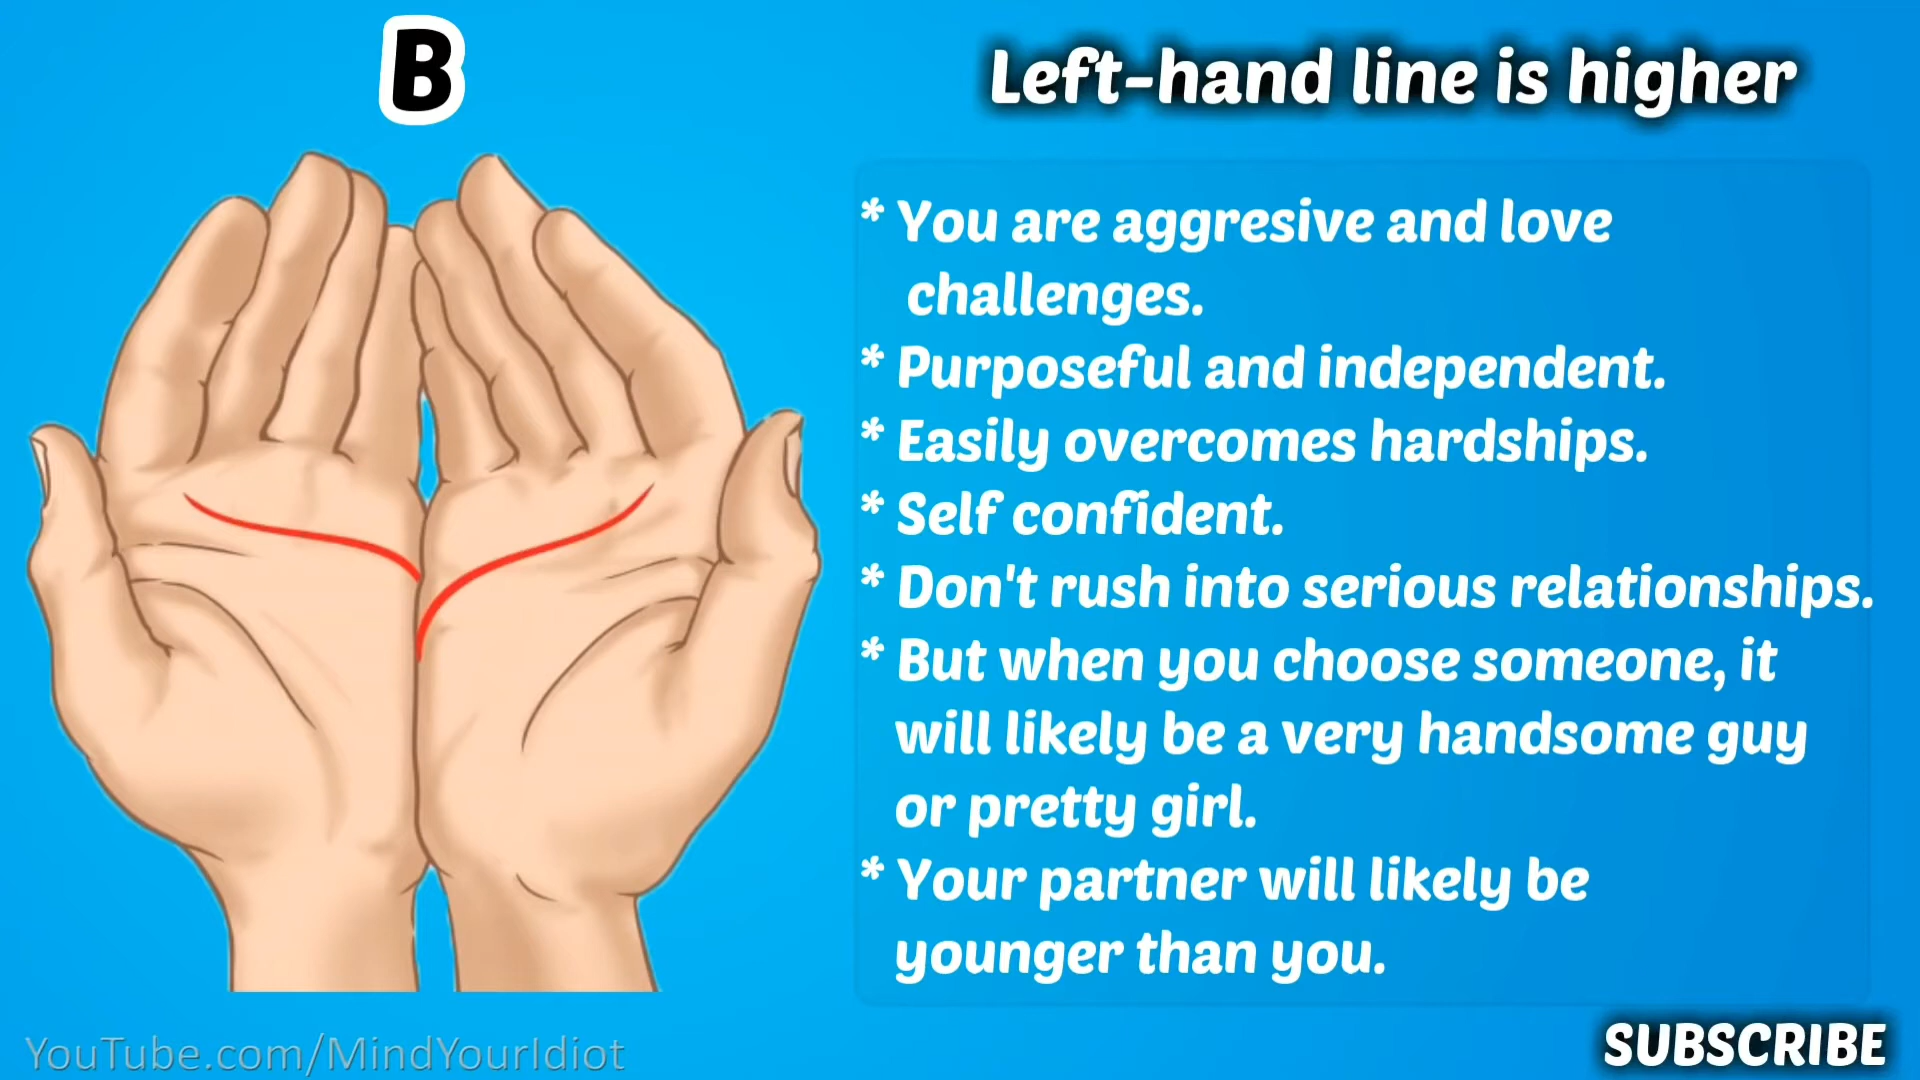 B
Left-hand line is higher
* You are aggresive and love
challenges.
* Purposeful and independent.
* Easily overcomes hardships.
* Self confident.
* Don't rush into serious relationships.
* But when you choose someone, it
will likely be a very handsome guy
or pretty girl.
* Your partner will likely be
younger than you.
YouTube.com/MindYourIdiot
SUBSCRIBE